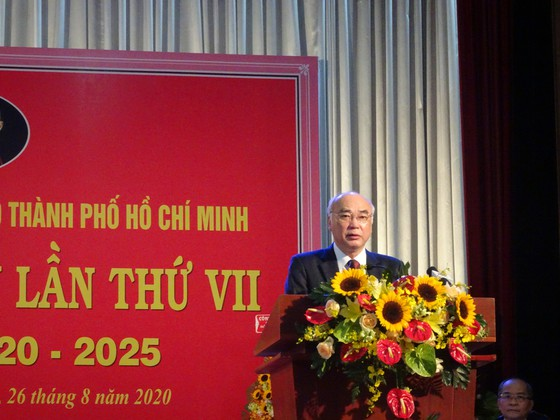 THÀNH PHỐ HỒ CHÍ MINH
LẦN THỨ VII
20 - 2025
, 26 tháng 8 năm 2020